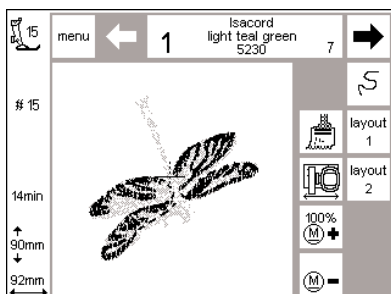 15
menu
1
Isacord
light teal green
5230
7
# 15
layout
1
layout
2
14min
100%
M +
90mm
92mm
M -